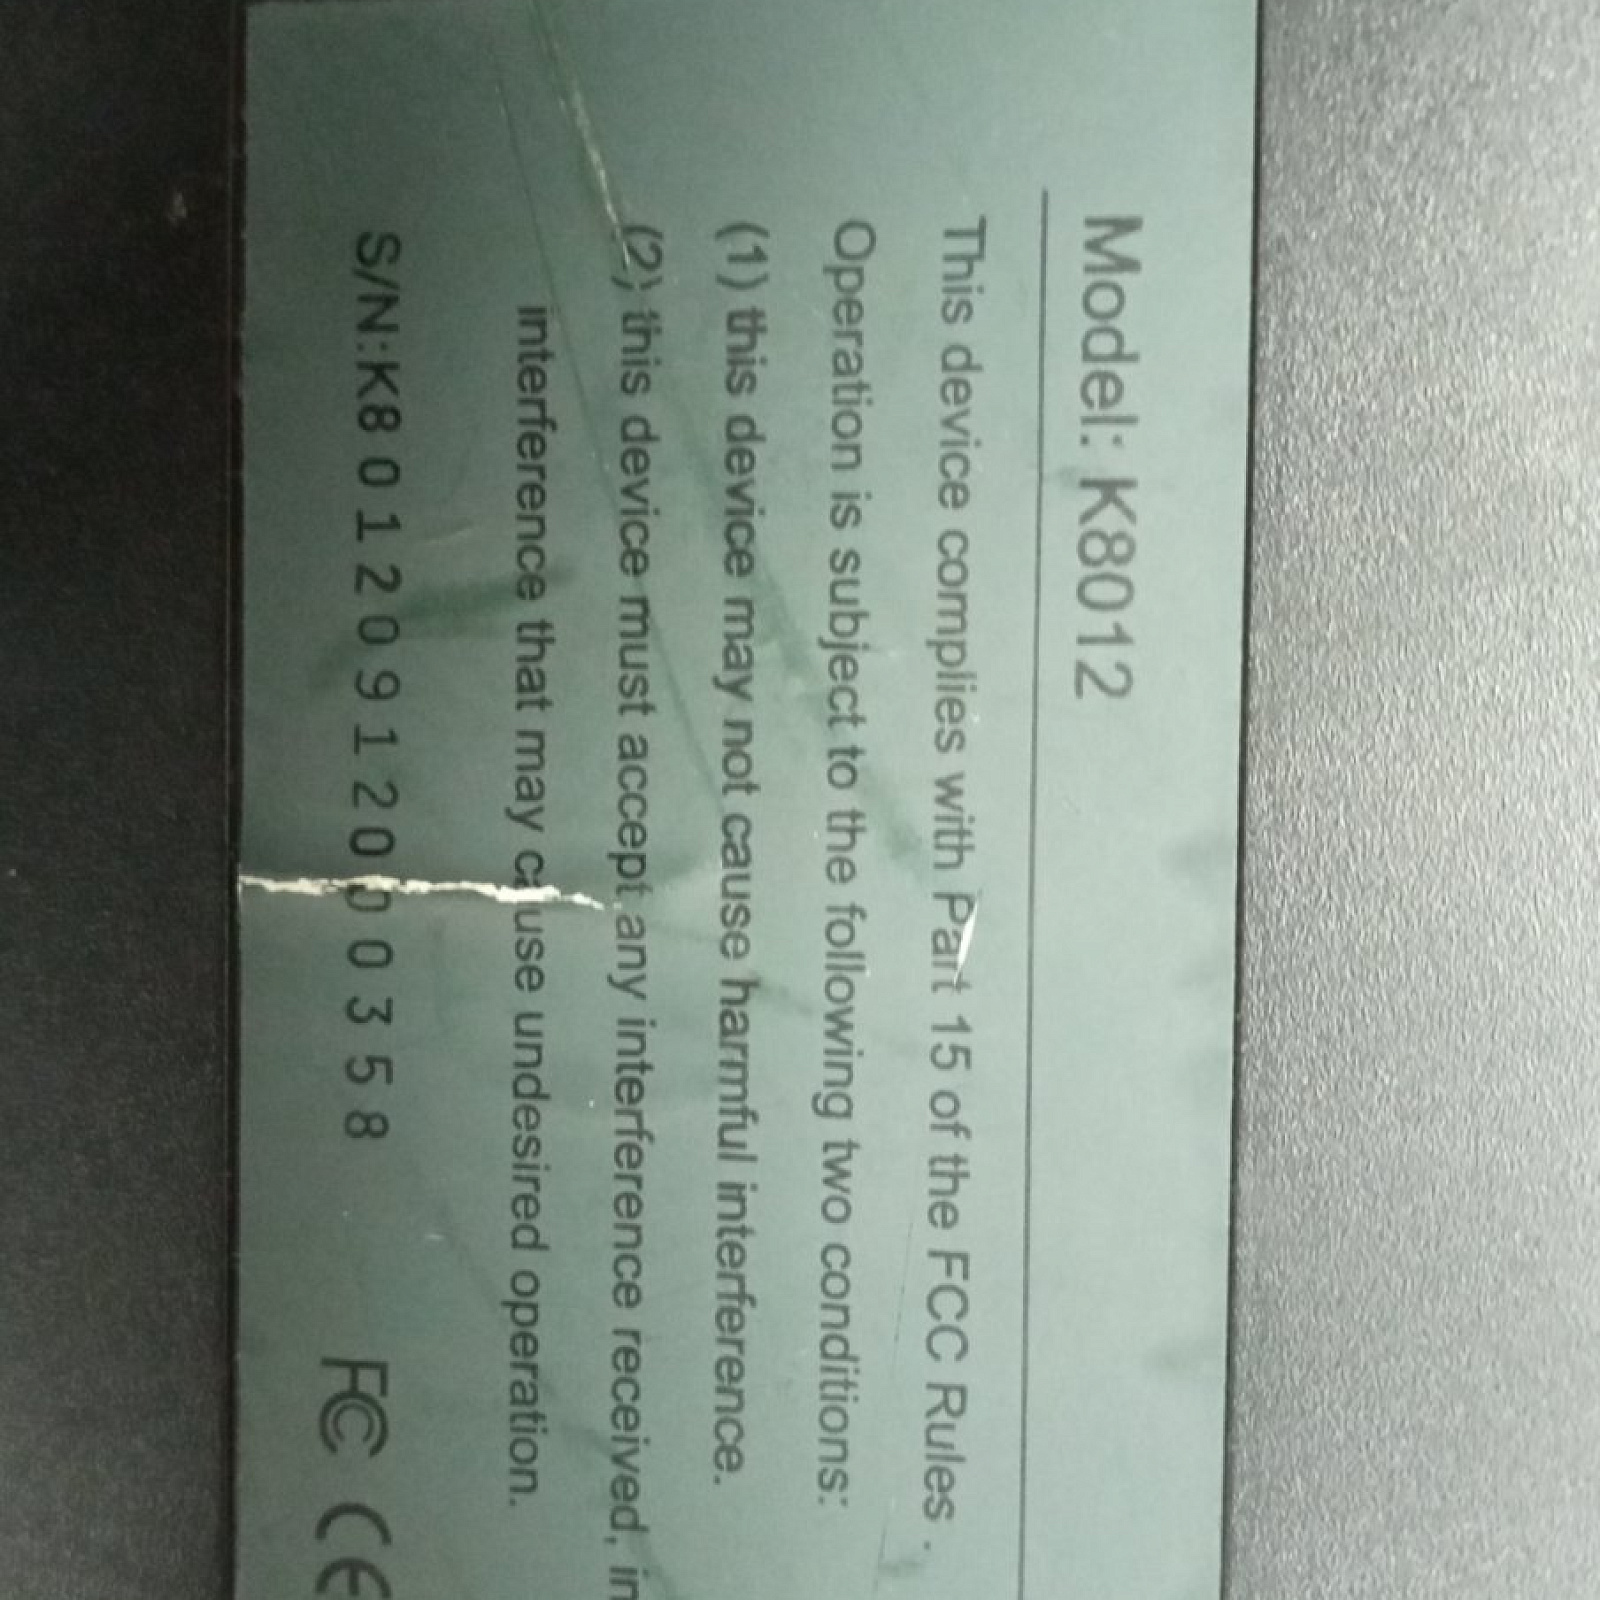 Model: K8012
This device complies with Part 15 of the FCC Rules .
Operation is subject to the following two conditions:
(1) this device may not cause harmful interference.
(2) this device must accept any interference received, in
interference that may cause undesired operation.
S/N:K801209120000358 FC CE